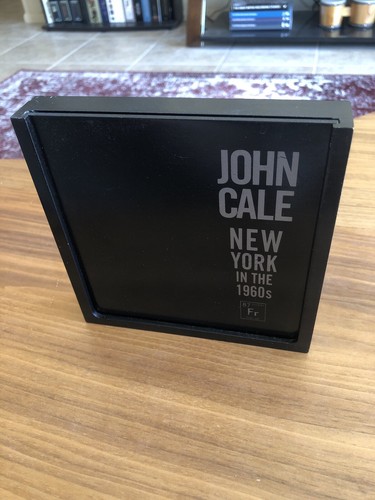 JOHN
CALE
NEW
YORK
IN THE
1960s
Fr